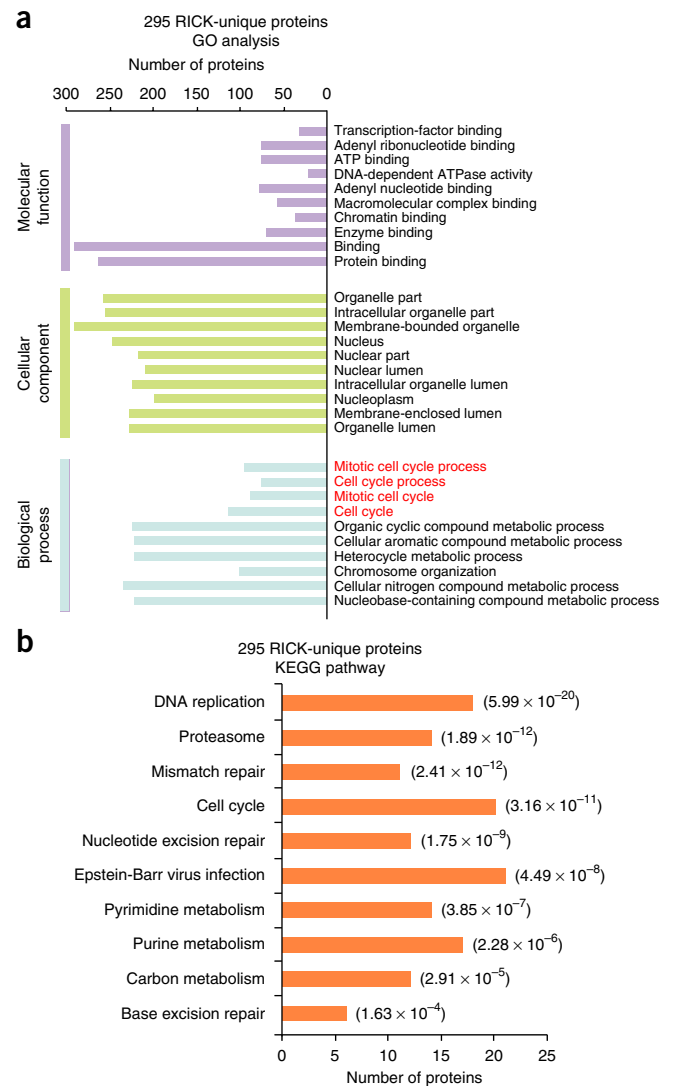 a
295 RICK-unique proteins
GO analysis
Number of proteins
300 250 200 150 100 50 0
Molecular
function
Transcription-factor binding
Adenyl ribonucleotide binding
ATP binding
DNA-dependent ATPase activity
Adenyl nucleotide binding
Macromolecular complex binding
Chromatin binding
Enzyme binding
Binding
Protein binding
Cellular
component
Organelle part
Intracellular organelle part
Membrane-bounded organelle
Nucleus
Nuclear part
Nuclear lumen
Intracellular organelle lumen
Nucleoplasm
Membrane-enclosed lumen
Organelle lumen
Biological
process
Mitotic cell cycle process
Cell cycle process
Mitotic cell cycle
Cell cycle
Organic cyclic compound metabolic process
Cellular aromatic compound metabolic process
Heterocycle metabolic process
Chromosome organization
Cellular nitrogen compound metabolic process
Nucleobase-containing compound metabolic process
b
295 RICK-unique proteins
KEGG pathway
DNA replication (5.99 × 10⁻²⁰)
Proteasome (1.89 × 10⁻¹²)
Mismatch repair (2.41 × 10⁻¹²)
Cell cycle (3.16 × 10⁻¹¹)
Nucleotide excision repair (1.75 × 10⁻⁹)
Epstein-Barr virus infection (4.49 × 10⁻⁸)
Pyrimidine metabolism (3.85 × 10⁻⁷)
Purine metabolism (2.28 × 10⁻⁶)
Carbon metabolism (2.91 × 10⁻⁵)
Base excision repair (1.63 × 10⁻⁴)
0 5 10 15 20 25
Number of proteins